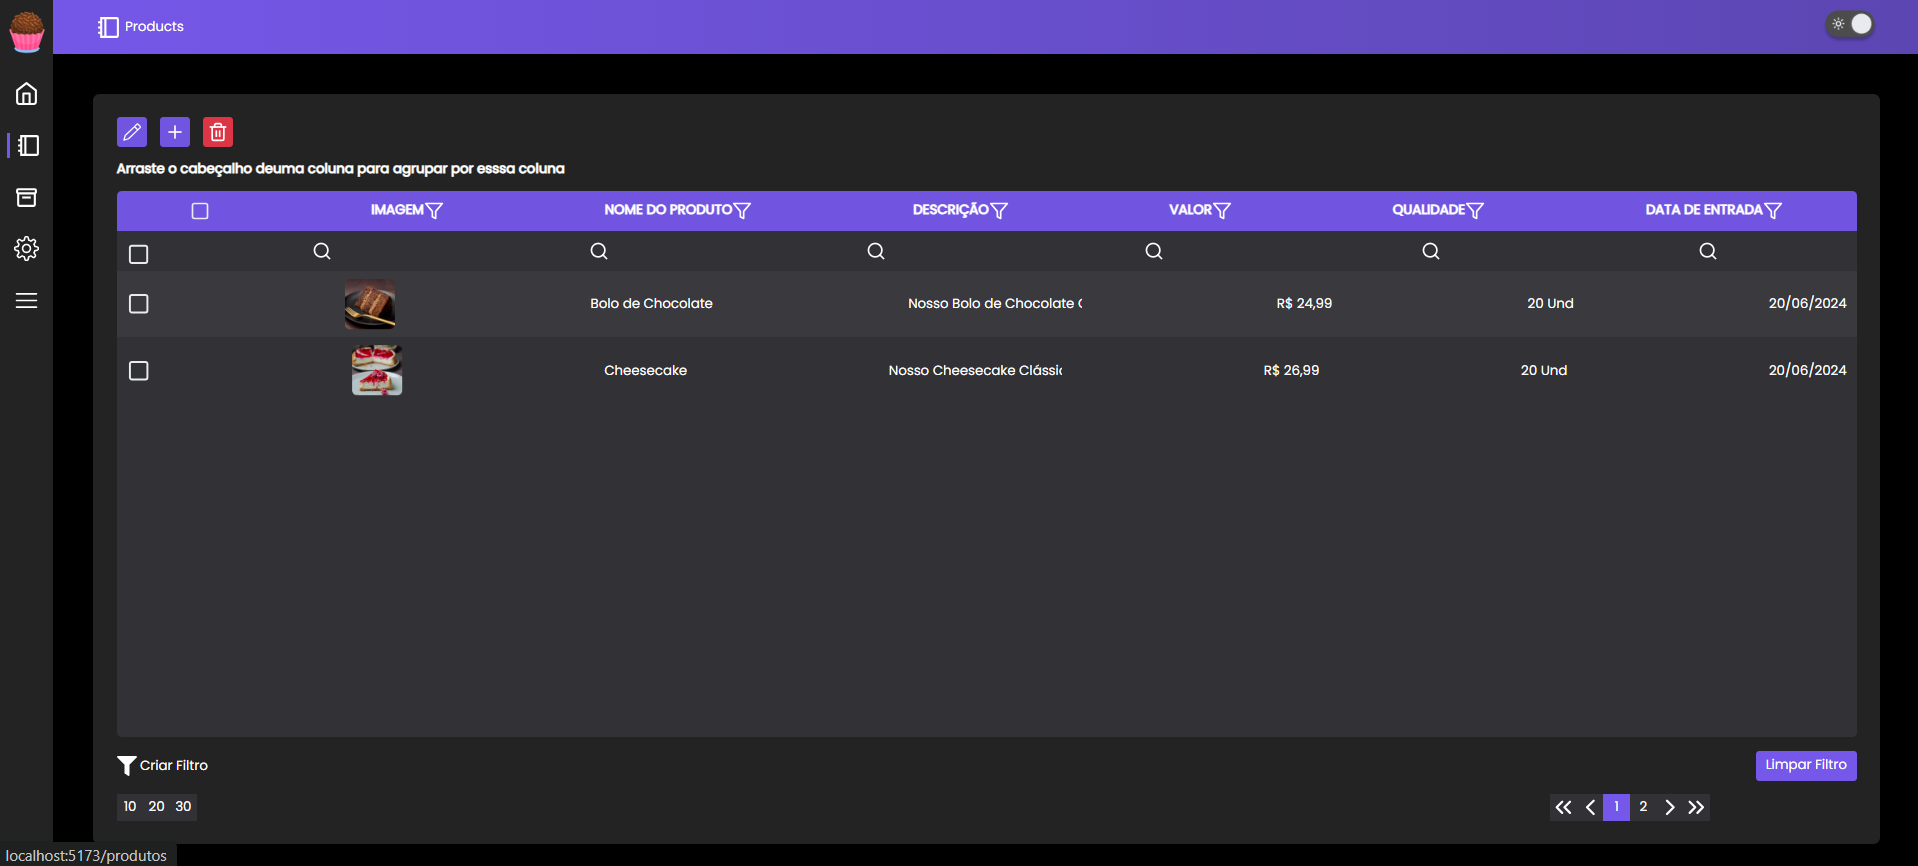 Products
Arraste o cabeçalho deuma coluna para agrupar por esssa coluna
IMAGEM NOME DO PRODUTO DESCRIÇÃO VALOR QUALIDADE DATA DE ENTRADA
Bolo de Chocolate Nosso Bolo de Chocolate R$ 24,99 20 Und 20/06/2024
Cheesecake Nosso Cheesecake Clássic R$ 26,99 20 Und 20/06/2024
Criar Filtro Limpar Filtro
10 20 30 1 2
localhost:5173/produtos